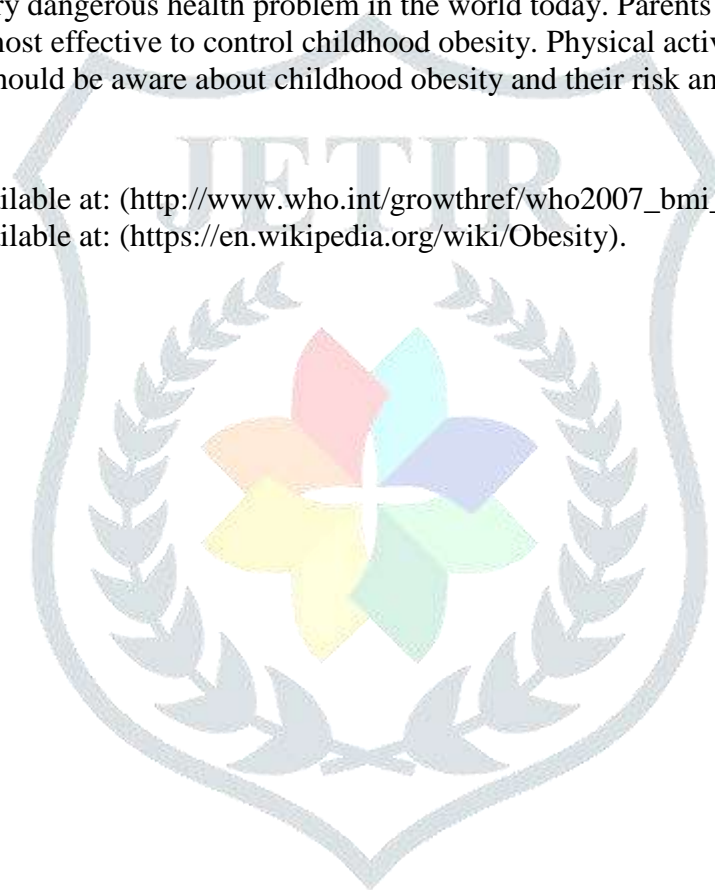 ry dangerous health problem in the world today. Parents
nost effective to control childhood obesity. Physical activ
hould be aware about childhood obesity and their risk an
JETIR
ilable at: (http://www.who.int/growthref/who2007_bmi_
ilable at: (https://en.wikipedia.org/wiki/Obesity).